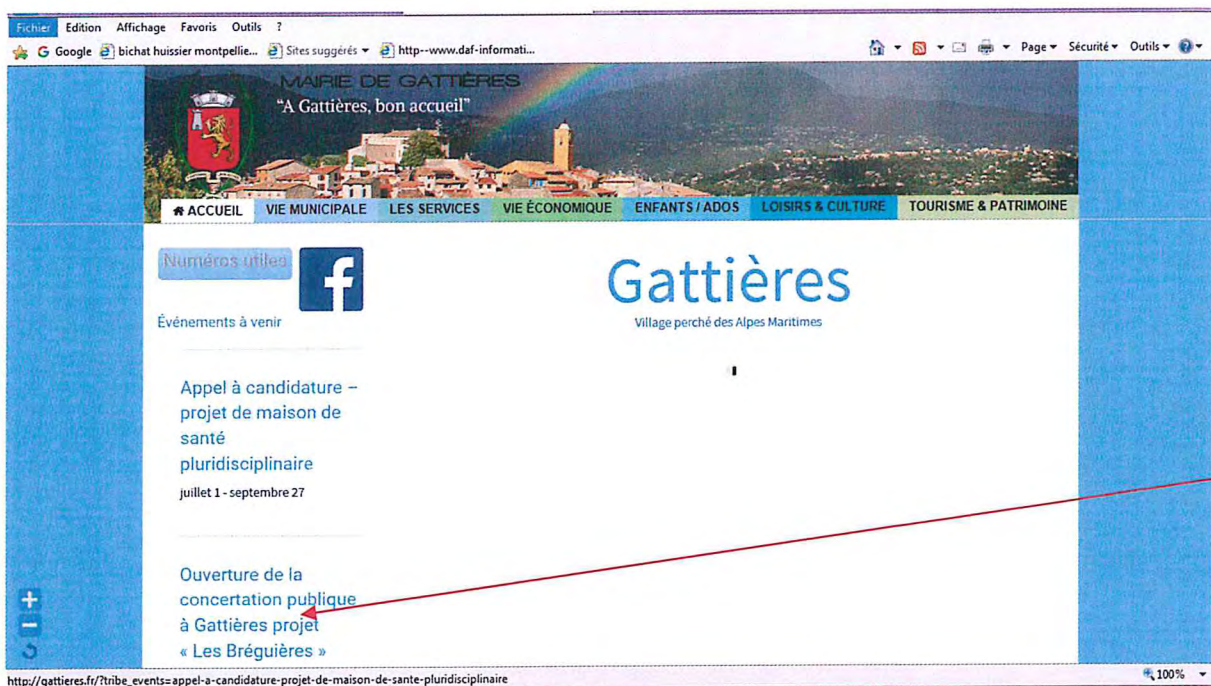 Fichier Edition Affichage Favoris Outils ?
Google bichat huissier montpellie... Sites suggérés http--www.daf-informati... Page Sécurité Outils
MAIRIE DE GATTIÈRES
"A Gattières, bon accueil"
ACCUEIL VIE MUNICIPALE LES SERVICES VIE ÉCONOMIQUE ENFANTS / ADOS LOISIRS & CULTURE TOURISME & PATRIMOINE
Numéros utiles
Gattières
Village perché des Alpes Maritimes
Événements à venir
Appel à candidature –
projet de maison de
santé
pluridisciplinaire
juillet 1 - septembre 27
Ouverture de la
concertation publique
à Gattières projet
« Les Bréguières »
http://gattieres.fr/?tribe_events=appel-a-candidature-projet-de-maison-de-sante-pluridisciplinaire
100%